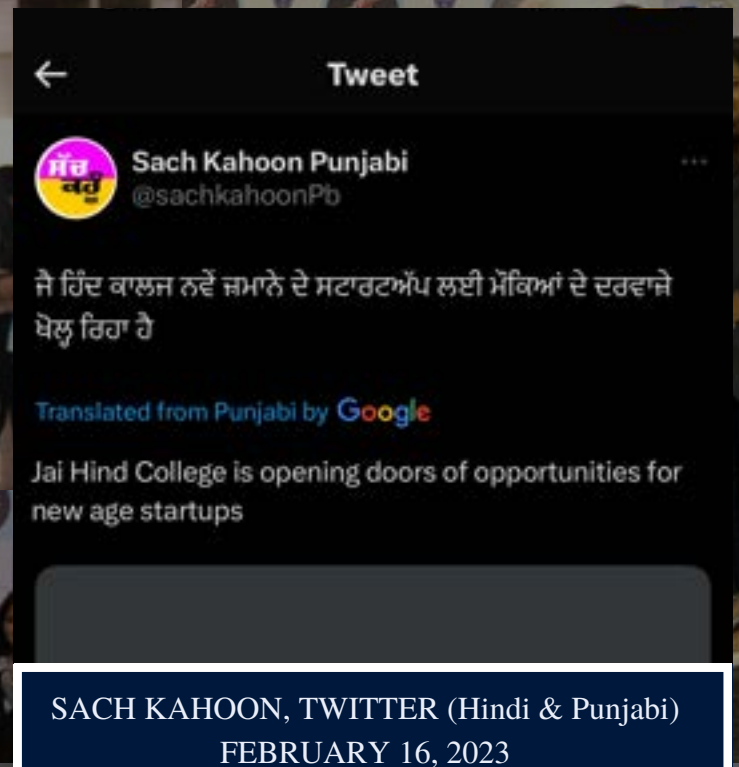 Tweet
ਸੱਚ
ਕਹੂੰ
Sach Kahoon Punjabi
@sachkahoonPb
ਜੈ ਹਿੰਦ ਕਾਲਜ ਨਵੇਂ ਜ਼ਮਾਨੇ ਦੇ ਸਟਾਰਟਅੱਪ ਲਈ ਮੌਕਿਆਂ ਦੇ ਦਰਵਾਜ਼ੇ
ਖੋਲ੍ਹ ਰਿਹਾ ਹੈ
Translated from Punjabi by Google
Jai Hind College is opening doors of opportunities for
new age startups
SACH KAHOON, TWITTER (Hindi & Punjabi)
FEBRUARY 16, 2023